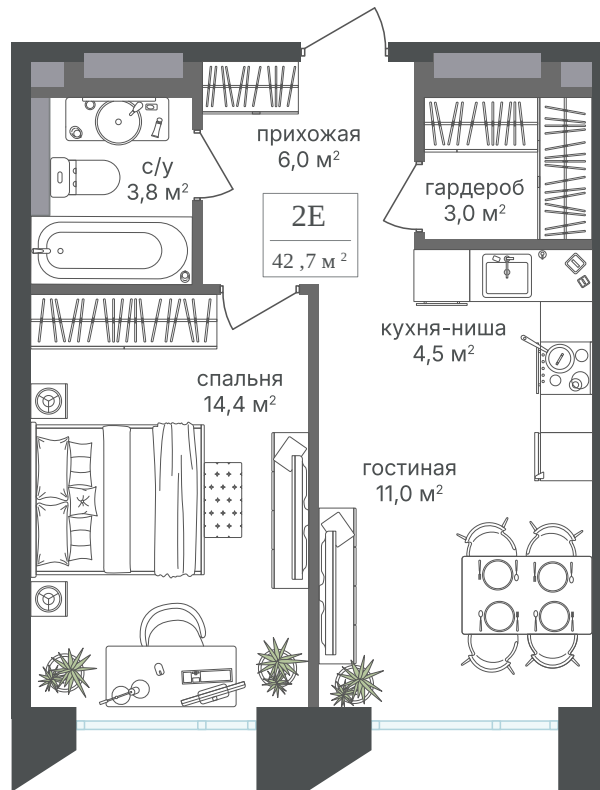 прихожая
6,0 м²
с/у
3,8 м²
гардероб
3,0 м²
2Е
42 ,7 м ²
кухня-ниша
4,5 м²
спальня
14,4 м²
гостиная
11,0 м²